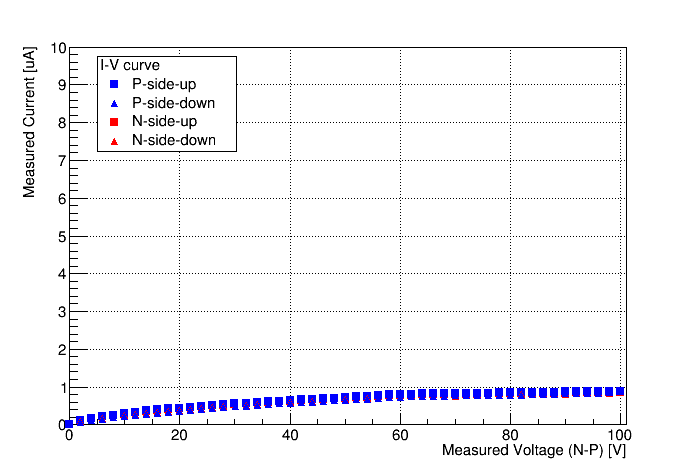 Measured Current [uA]
10
9
8
7
6
5
4
3
2
1
0
I-V curve
P-side-up
P-side-down
N-side-up
N-side-down
0 20 40 60 80 100
Measured Voltage (N-P) [V]